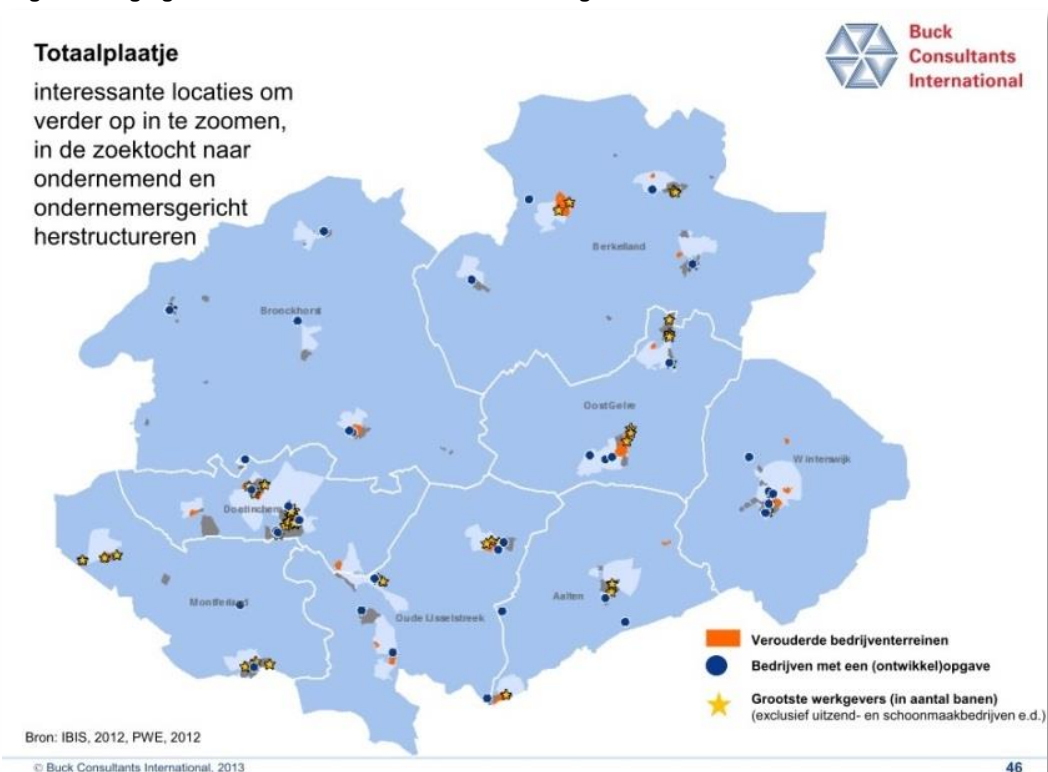 Totaalplaatje
interessante locaties om
verder op in te zoomen,
in de zoektocht naar
ondernemend en
ondernemersgericht
herstructureren
Buck
Consultants
International
Berkelland
Bronckhorst
OostGelre
Winterswijk
Doetinchem
Montferland
Oude IJsselstreek
Aalten
Verouderde bedrijventerreinen
Bedrijven met een (ontwikkel)opgave
Grootste werkgevers (in aantal banen)
(exclusief uitzend- en schoonmaakbedrijven e.d.)
Bron: IBIS, 2012, PWE, 2012
© Buck Consultants International, 2013
46